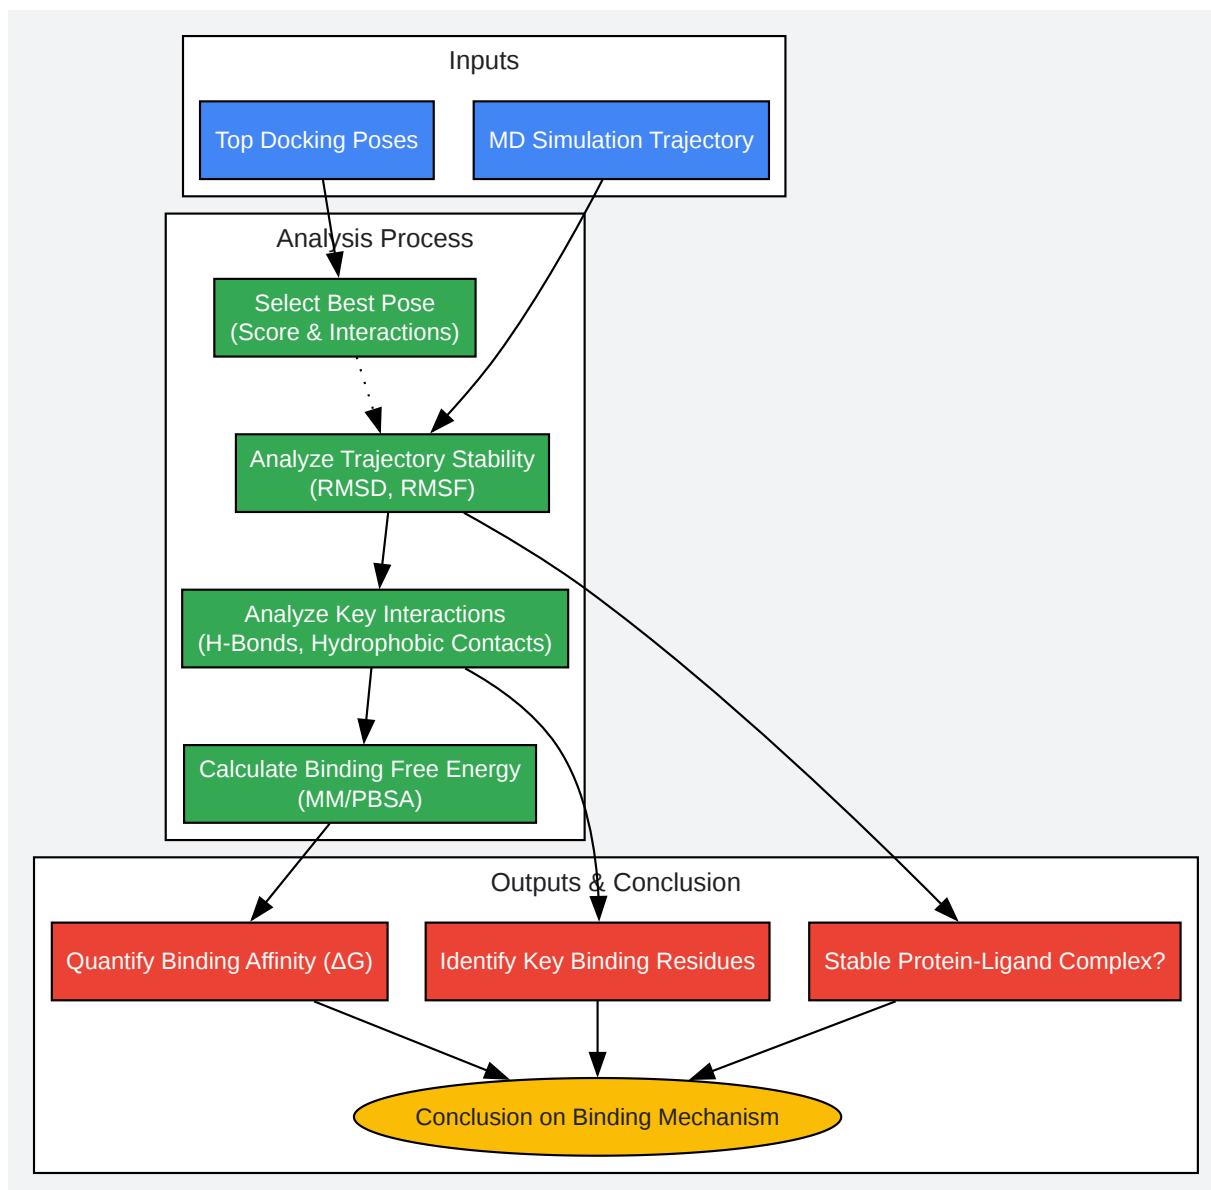 Inputs
Top Docking Poses
MD Simulation Trajectory
Analysis Process
Select Best Pose
(Score & Interactions)
Analyze Trajectory Stability
(RMSD, RMSF)
Analyze Key Interactions
(H-Bonds, Hydrophobic Contacts)
Calculate Binding Free Energy
(MM/PBSA)
Outputs & Conclusion
Quantify Binding Affinity (ΔG)
Identify Key Binding Residues
Stable Protein-Ligand Complex?
Conclusion on Binding Mechanism